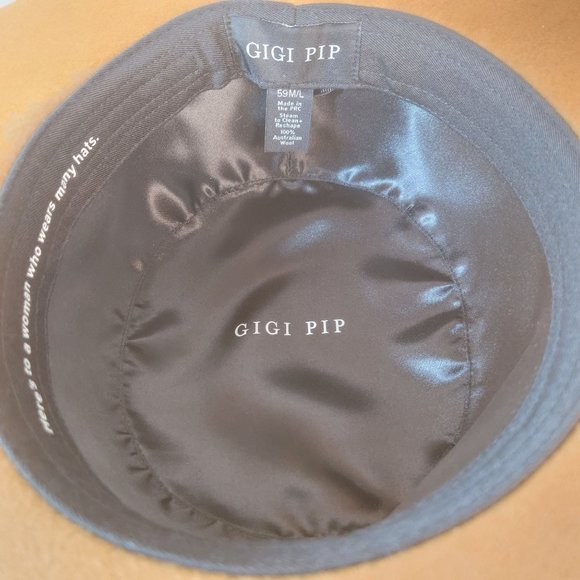 GIGI PIP
59M/L
Made in
the PRC
Steam
to Clean+
Reshape
100%
Australian
Wool
Here's to a woman who wears many hats.
GIGI PIP